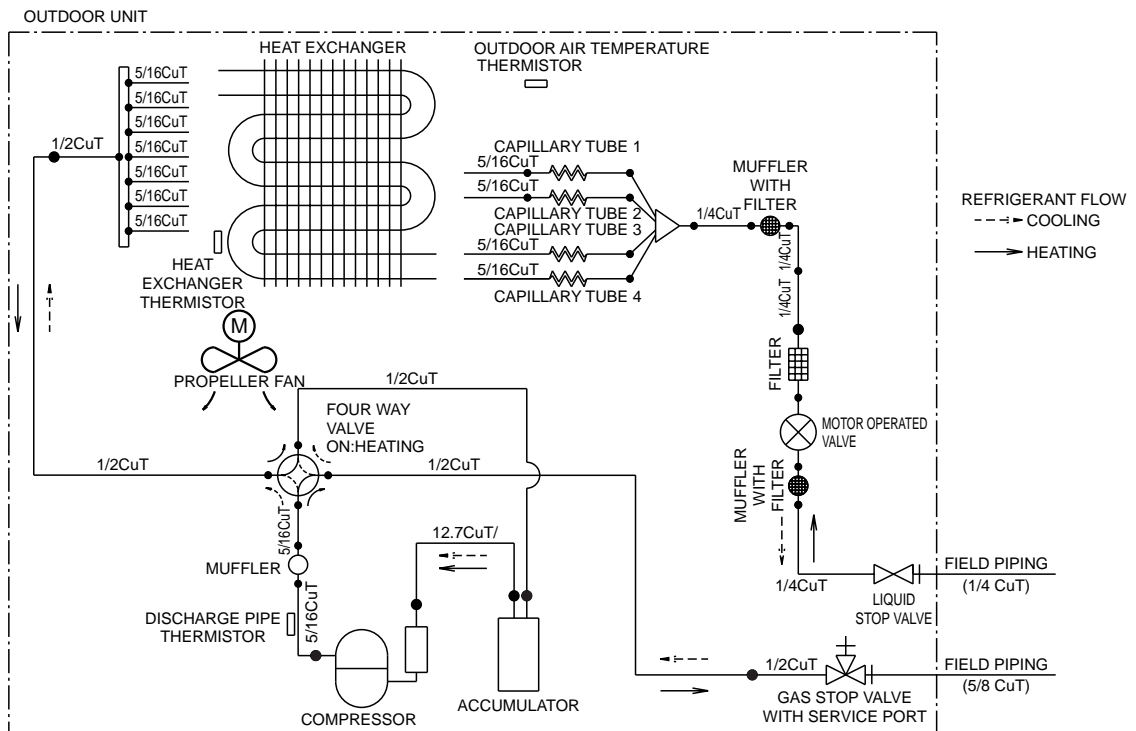 OUTDOOR UNIT
HEAT EXCHANGER
OUTDOOR AIR TEMPERATURE
THERMISTOR
5/16CuT
5/16CuT
5/16CuT
5/16CuT
5/16CuT
5/16CuT
5/16CuT
1/2CuT
CAPILLARY TUBE 1
5/16CuT
5/16CuT
CAPILLARY TUBE 2
CAPILLARY TUBE 3
5/16CuT
5/16CuT
CAPILLARY TUBE 4
1/4CuT
MUFFLER
WITH
FILTER
1/4CuT
1/4CuT
REFRIGERANT FLOW
COOLING
HEATING
HEAT
EXCHANGER
THERMISTOR
M
PROPELLER FAN
1/2CuT
FOUR WAY
VALVE
ON:HEATING
1/2CuT
1/2CuT
FILTER
MOTOR OPERATED
VALVE
MUFFLER
WITH
FILTER
5/16CuT
MUFFLER
12.7CuT/
DISCHARGE PIPE
THERMISTOR
5/16CuT
COMPRESSOR
ACCUMULATOR
1/4CuT
LIQUID
STOP VALVE
FIELD PIPING
(1/4 CuT)
1/2CuT
GAS STOP VALVE
WITH SERVICE PORT
FIELD PIPING
(5/8 CuT)